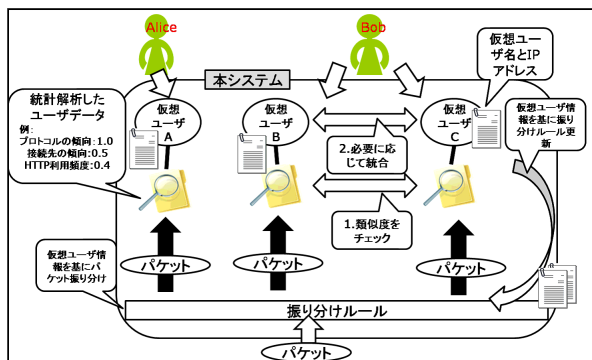 Alice
Bob
本システム
仮想ユー
ザ名とIP
アドレス
統計解析した
ユーザデータ
例:
プロトコルの傾向:1.0
接続先の傾向:0.5
HTTP利用頻度:0.4
仮想
ユーザ
A
仮想
ユーザ
B
仮想
ユーザ
C
仮想ユーザ情
報を基に振り
分けルール更
新
2.必要に応
じて統合
1.類似度を
チェック
仮想ユーザ情
報を基にパ
ケット振り分け
パケット
パケット
パケット
振り分けルール
パケット